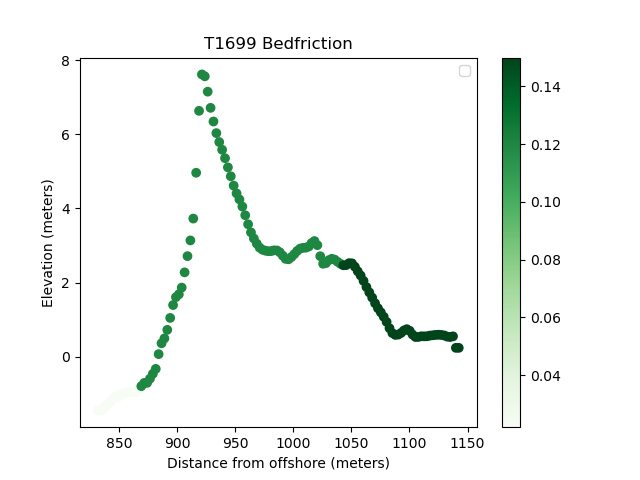 T1699 Bedfriction
8
6
4
2
0
Elevation (meters)
850 900 950 1000 1050 1100 1150
Distance from offshore (meters)
0.14
0.12
0.10
0.08
0.06
0.04